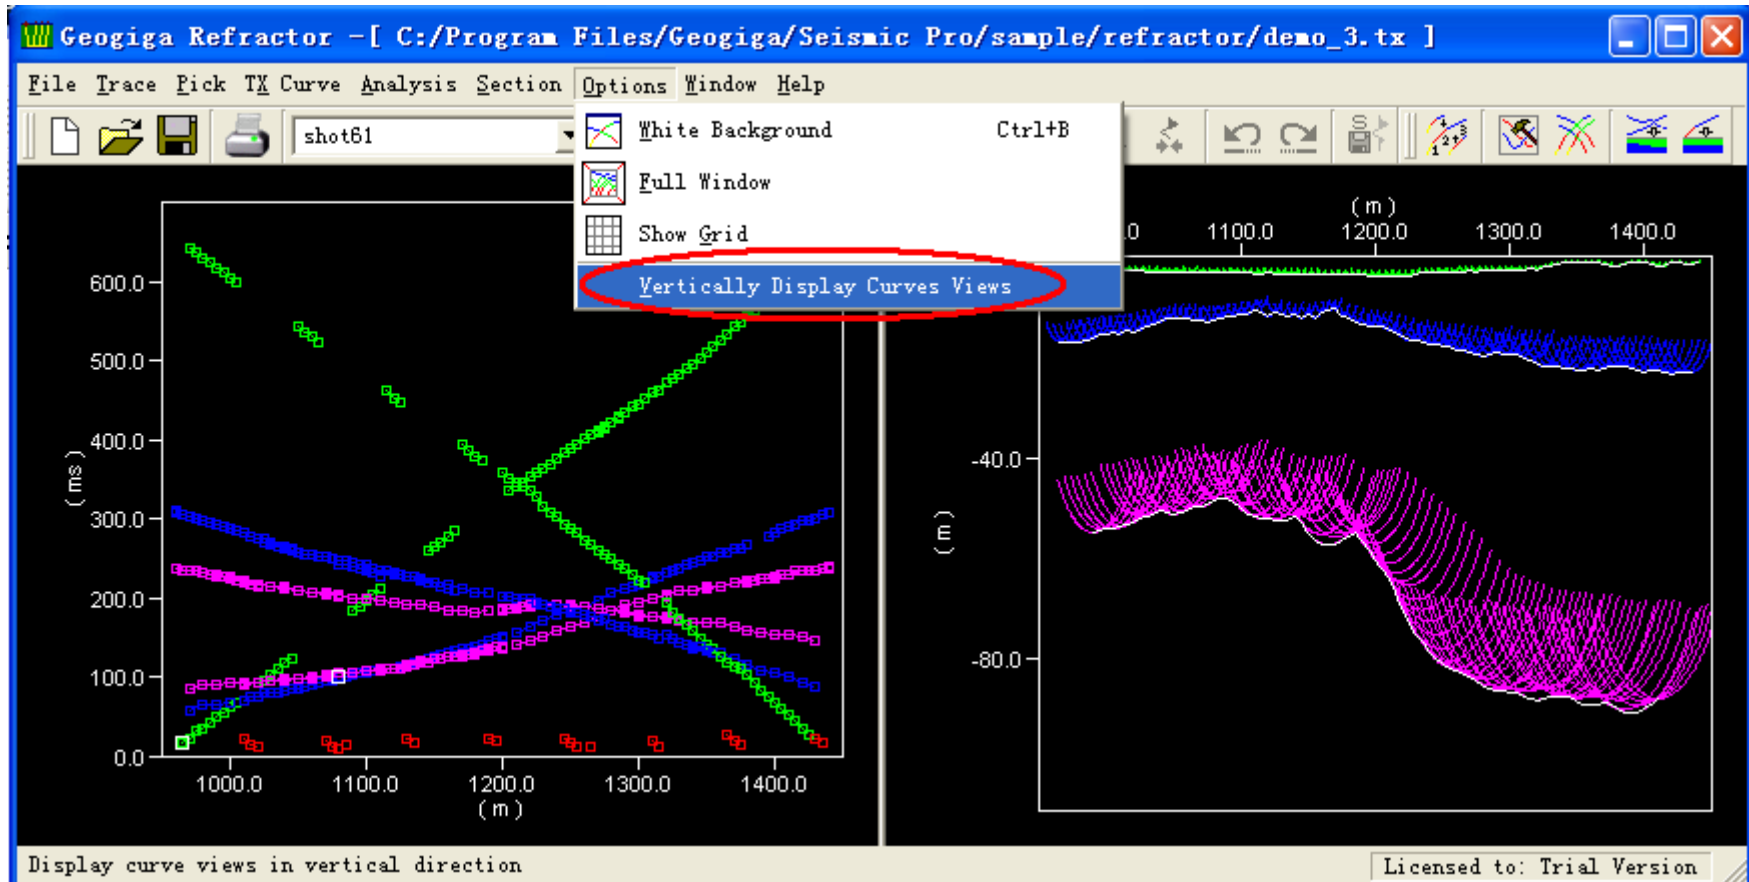 Geogiga Refractor -[ C:/Program Files/Geogiga/Seismic Pro/sample/refractor/demo_3.tx ]
File Trace Pick TX Curve Analysis Section Options Window Help
shot61
White Background Ctrl+B
Full Window
Show Grid
Vertically Display Curves Views
600.0
500.0
400.0
(ms)
300.0
200.0
100.0
0.0
1000.0 1100.0 1200.0 1300.0 1400.0
(m)
(m)
.0 1100.0 1200.0 1300.0 1400.0
-40.0
(m)
-80.0
Display curve views in vertical direction
Licensed to: Trial Version